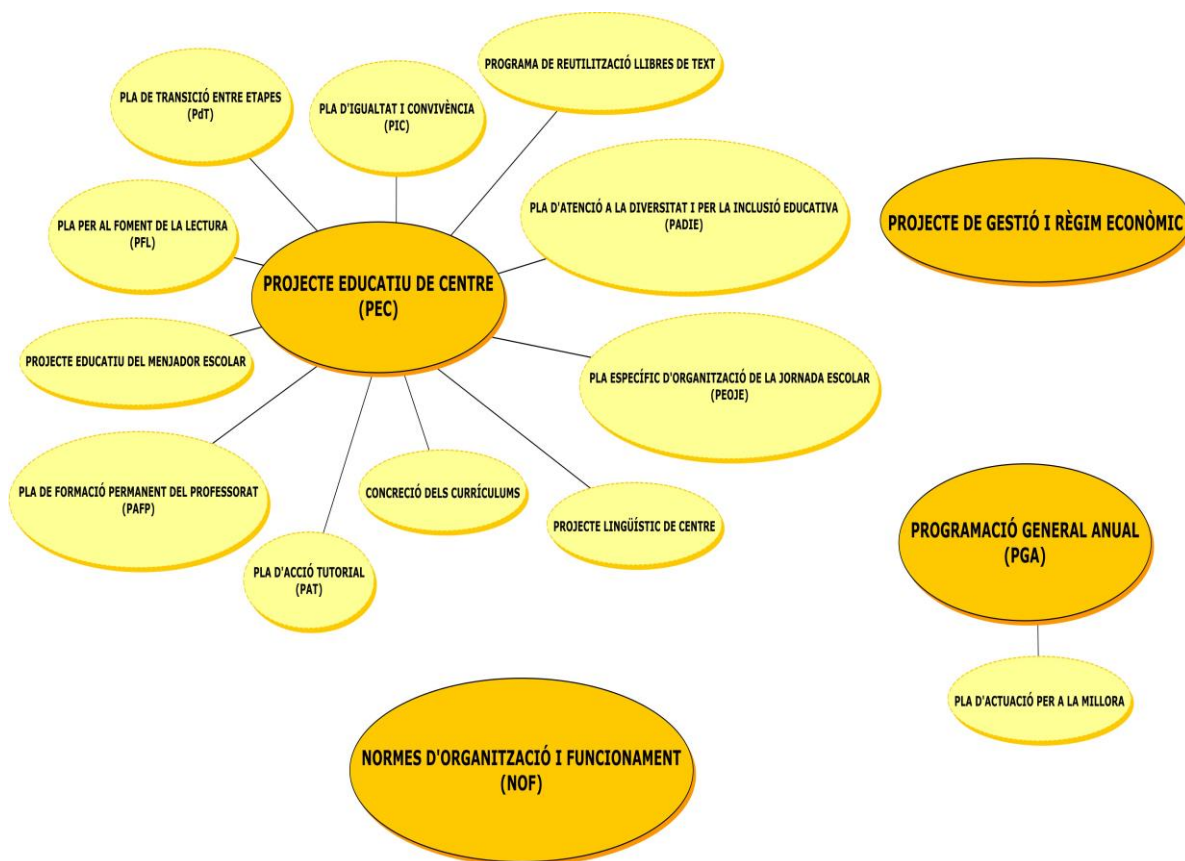 PROGRAMA DE REUTILITZACIÓ LLIBRES DE TEXT
PLA DE TRANSICIÓ ENTRE ETAPES
(PdT)
PLA D'IGUALTAT I CONVIVÈNCIA
(PIC)
PLA D'ATENCIÓ A LA DIVERSITAT I PER LA INCLUSIÓ EDUCATIVA
(PADIE)
PROJECTE DE GESTIÓ I RÈGIM ECONÒMIC
PLA PER AL FOMENT DE LA LECTURA
(PFL)
PROJECTE EDUCATIU DE CENTRE
(PEC)
PROJECTE EDUCATIU DEL MENJADOR ESCOLAR
PLA ESPECÍFIC D'ORGANITZACIÓ DE LA JORNADA ESCOLAR
(PEOJE)
PLA DE FORMACIÓ PERMANENT DEL PROFESSORAT
(PAFP)
CONCRECIÓ DELS CURRÍCULUMS
PROJECTE LINGÜÍSTIC DE CENTRE
PROGRAMACIÓ GENERAL ANUAL
(PGA)
PLA D'ACCIÓ TUTORIAL
(PAT)
PLA D'ACTUACIÓ PER A LA MILLORA
NORMES D'ORGANITZACIÓ I FUNCIONAMENT
(NOF)